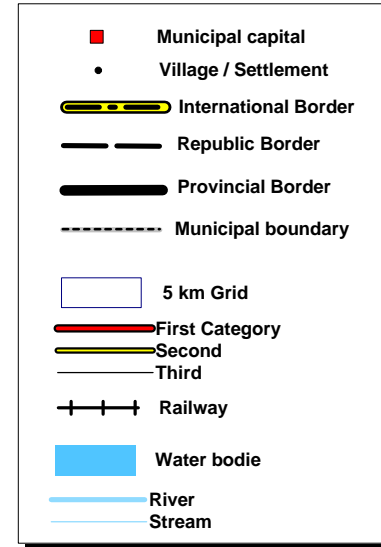 Municipal capital
Village / Settlement
International Border
Republic Border
Provincial Border
Municipal boundary
5 km Grid
First Category
Second
Third
Railway
Water bodie
River
Stream